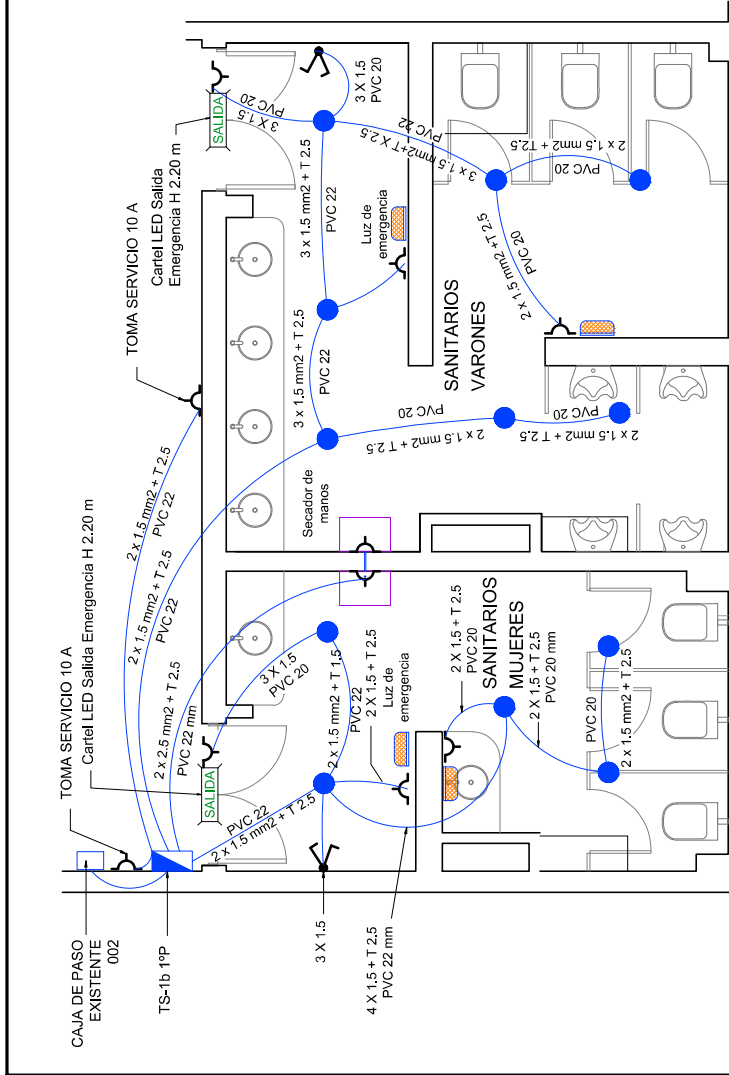 CAJA DE PASO
EXISTENTE
002
TS-1b 1ºP
TOMA SERVICIO 10 A
Cartel LED Salida Emergencia H 2.20 m
SALIDA
TOMA SERVICIO 10 A
Cartel LED Salida
Emergencia H 2.20 m
SALIDA
2 x 1.5 mm2 + T 2.5
PVC 22
2 x 1.5 mm2 + T 2.5
PVC 22
2 x 2.5 mm2 + T 2.5
PVC 22 mm
PVC 22
2 x 1.5 mm2 + T 2.5
3 X 1.5
PVC 20
PVC 22
2 x 1.5 mm2 + T 1.5
2 X 1.5 + T 2.5
Luz de
emergencia
3 X 1.5
4 X 1.5 + T 2.5
PVC 22 mm
2 X 1.5 + T 2.5
PVC 20
SANITARIOS
MUJERES
2 X 1.5 + T 2.5
PVC 20 mm
PVC 20
2 x 1.5 mm2 + T 2.5
Secador de
manos
3 x 1.5 mm2 + T 2.5
PVC 22
3 x 1.5 mm2 + T 2.5
PVC 22
PVC 20
3 X 1.5
3 X 1.5
PVC 20
Luz de
emergencia
SANITARIOS
VARONES
PVC 20
2 x 1.5 mm2 + T 2.5
PVC 20
2 x 1.5 mm2 + T 2.5
PVC 22
3 x 1.5 mm2+T X 2.5
2 x 1.5 mm2 + T2.5
PVC 20
PVC 20
2 x 1.5 mm2 + T 2.5